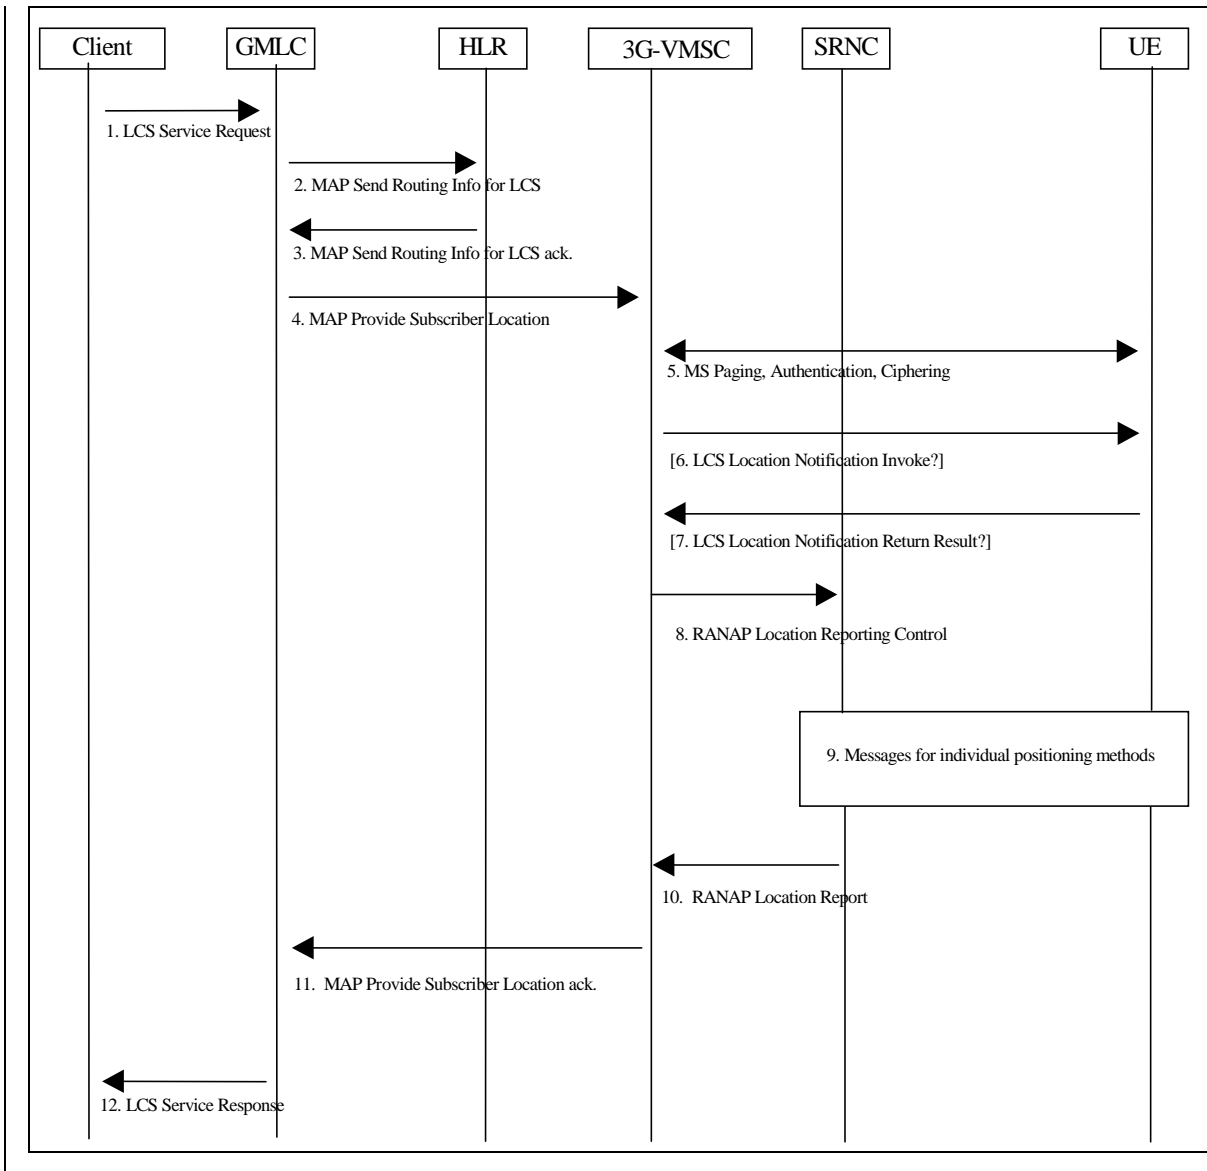 Client GMLC HLR 3G-VMSC SRNC UE
1. LCS Service Request
2. MAP Send Routing Info for LCS
3. MAP Send Routing Info for LCS ack.
4. MAP Provide Subscriber Location
5. MS Paging, Authentication, Ciphering
[6. LCS Location Notification Invoke?]
[7. LCS Location Notification Return Result?]
8. RANAP Location Reporting Control
9. Messages for individual positioning methods
10. RANAP Location Report
11. MAP Provide Subscriber Location ack.
12. LCS Service Response